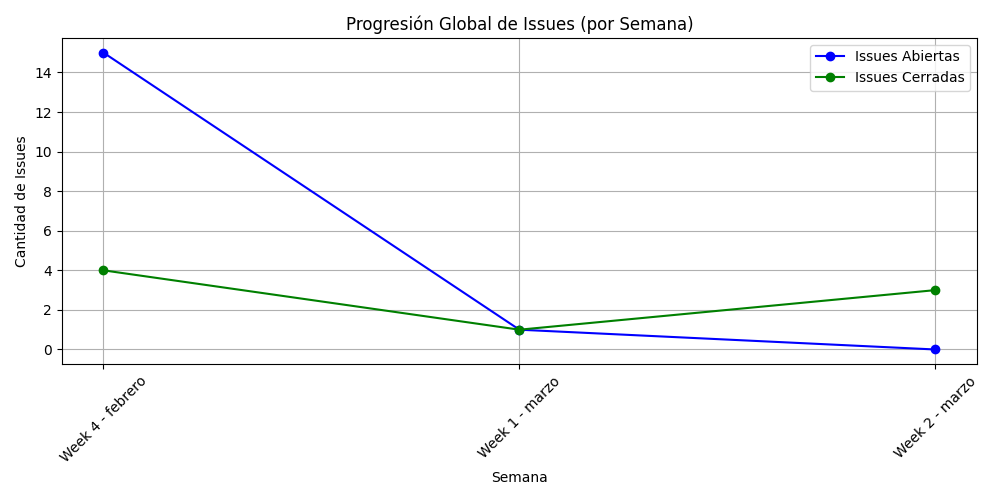 Progresión Global de Issues (por Semana)
Issues Abiertas
Issues Cerradas
Cantidad de Issues
14
12
10
8
6
4
2
0
Week 4 - febrero
Week 1 - marzo
Week 2 - marzo
Semana